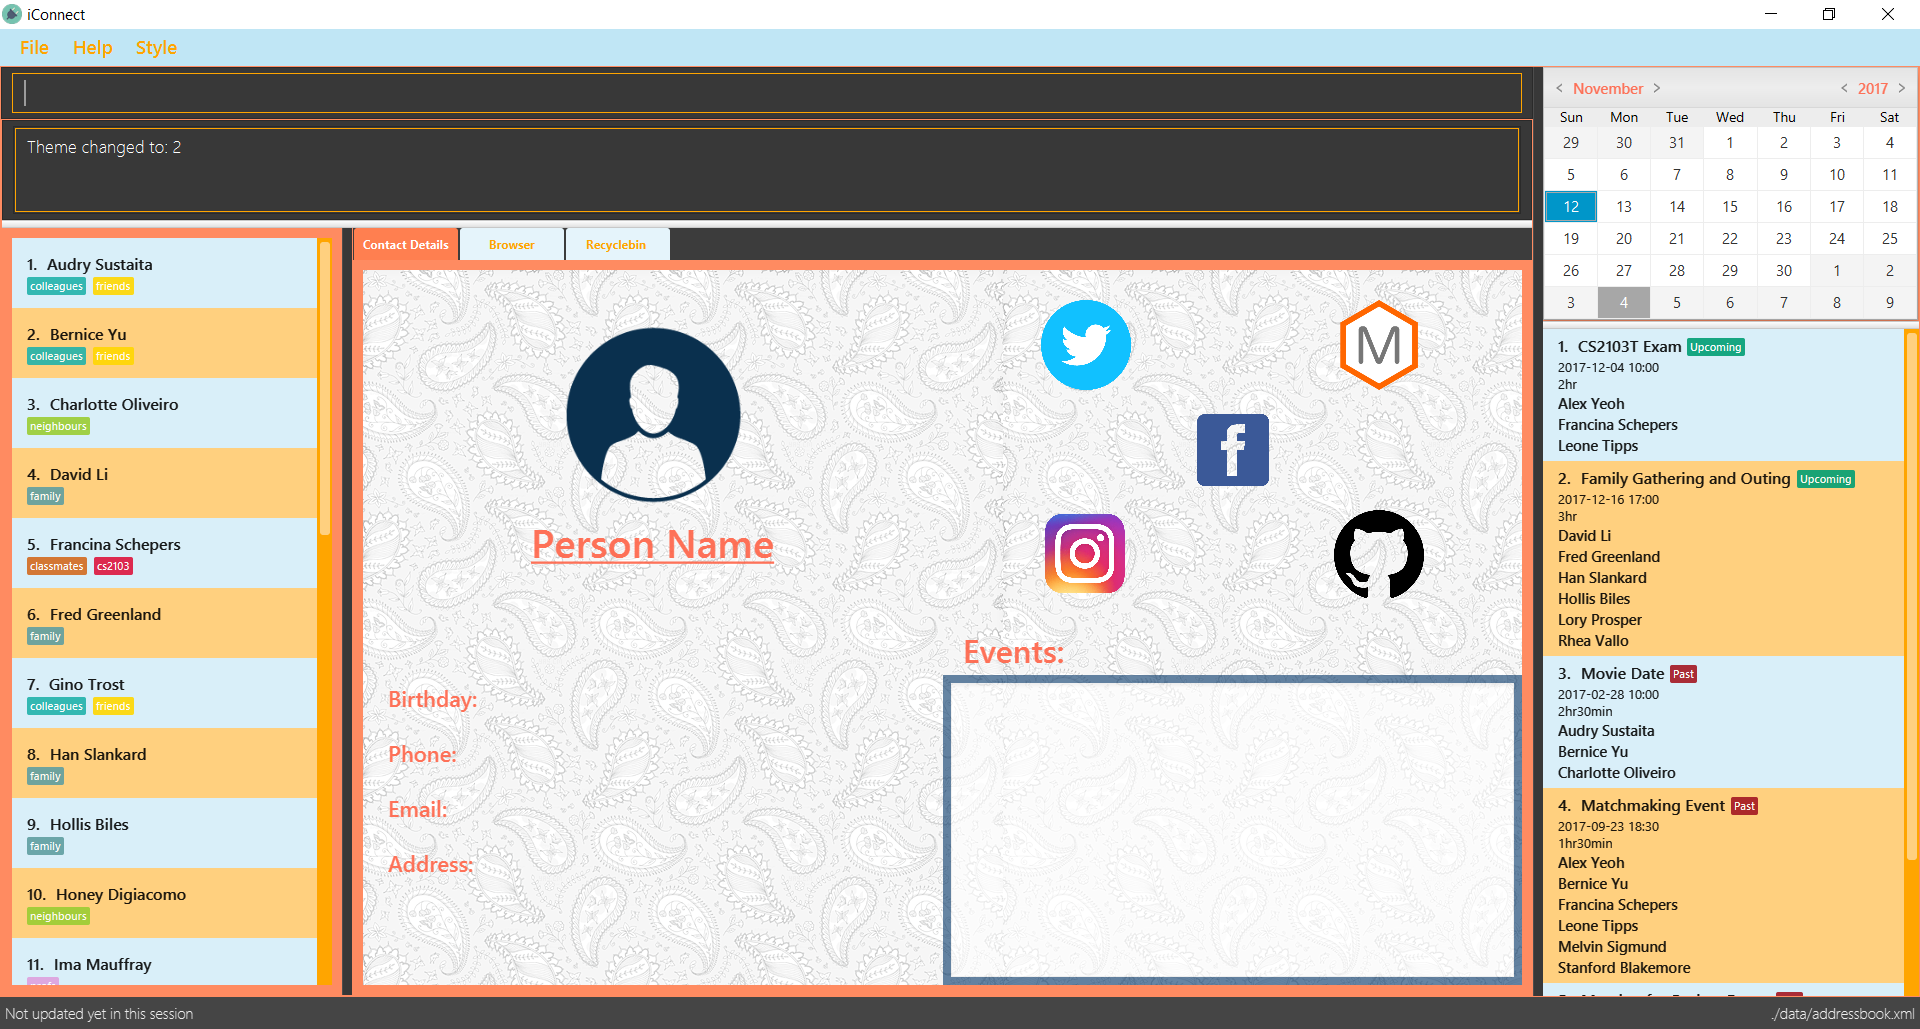 iConnect
File Help Style
Theme changed to: 2
1. Audry Sustaita
colleagues friends
2. Bernice Yu
colleagues friends
3. Charlotte Oliveiro
neighbours
4. David Li
family
5. Francina Schepers
classmates cs2103
6. Fred Greenland
family
7. Gino Trost
colleagues friends
8. Han Slankard
family
9. Hollis Biles
family
10. Honey Digiacomo
neighbours
11. Ima Mauffray
Contact Details Browser Recyclebin
Person Name
M
Birthday:
Phone:
Email:
Address:
Events:
< November > < 2017 >
Sun Mon Tue Wed Thu Fri Sat
29 30 31 1 2 3 4
5 6 7 8 9 10 11
12 13 14 15 16 17 18
19 20 21 22 23 24 25
26 27 28 29 30 1 2
3 4 5 6 7 8 9
1. CS2103T Exam Upcoming
2017-12-04 10:00
2hr
Alex Yeoh
Francina Schepers
Leone Tipps
2. Family Gathering and Outing Upcoming
2017-12-16 17:00
3hr
David Li
Fred Greenland
Han Slankard
Hollis Biles
Lory Prosper
Rhea Vallo
3. Movie Date Past
2017-02-28 10:00
2hr30min
Audry Sustaita
Bernice Yu
Charlotte Oliveiro
4. Matchmaking Event Past
2017-09-23 18:30
1hr30min
Alex Yeoh
Bernice Yu
Francina Schepers
Leone Tipps
Melvin Sigmund
Stanford Blakemore
Not updated yet in this session
./data/addressbook.xml